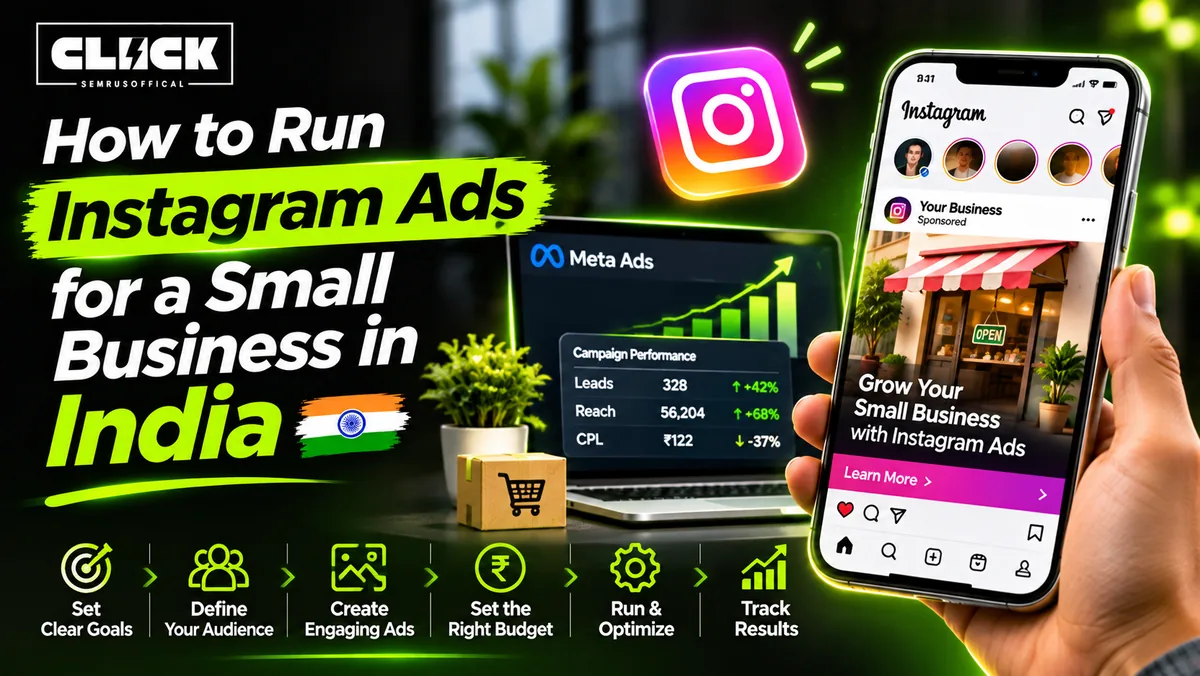 CLICK
SEMRUSOFFICAL
How to Run
Instagram Ads
for a Small
Business in
India
Meta Ads
Campaign Performance
Leads 328 ↑ +42%
Reach 56,204 ↑ +68%
CPL ₹122 ↓ -37%
9:41
Instagram
Your Business
Sponsored
OPEN
Grow Your
Small Business
with Instagram Ads
Learn More >
Set
Clear Goals
Define
Your Audience
Create
Engaging Ads
₹
Set the
Right Budget
Run &
Optimize
Track
Results